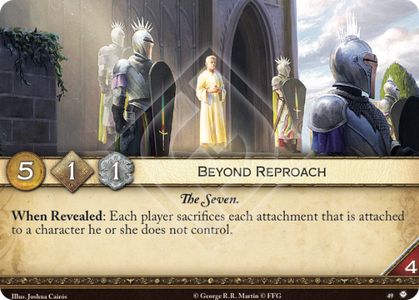 5 1 1 Beyond Reproach
The Seven.
When Revealed: Each player sacrifices each attachment that is attached
to a character he or she does not control.
4
Illus. Joshua Cairós © George R.R. Martin © FFG 49